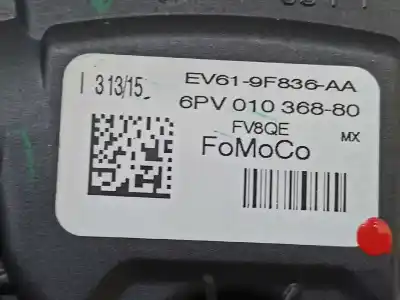 I 313/15
EV61-9F836-AA
6PV 010 368-80
FV8QE
MX
FoMoCo